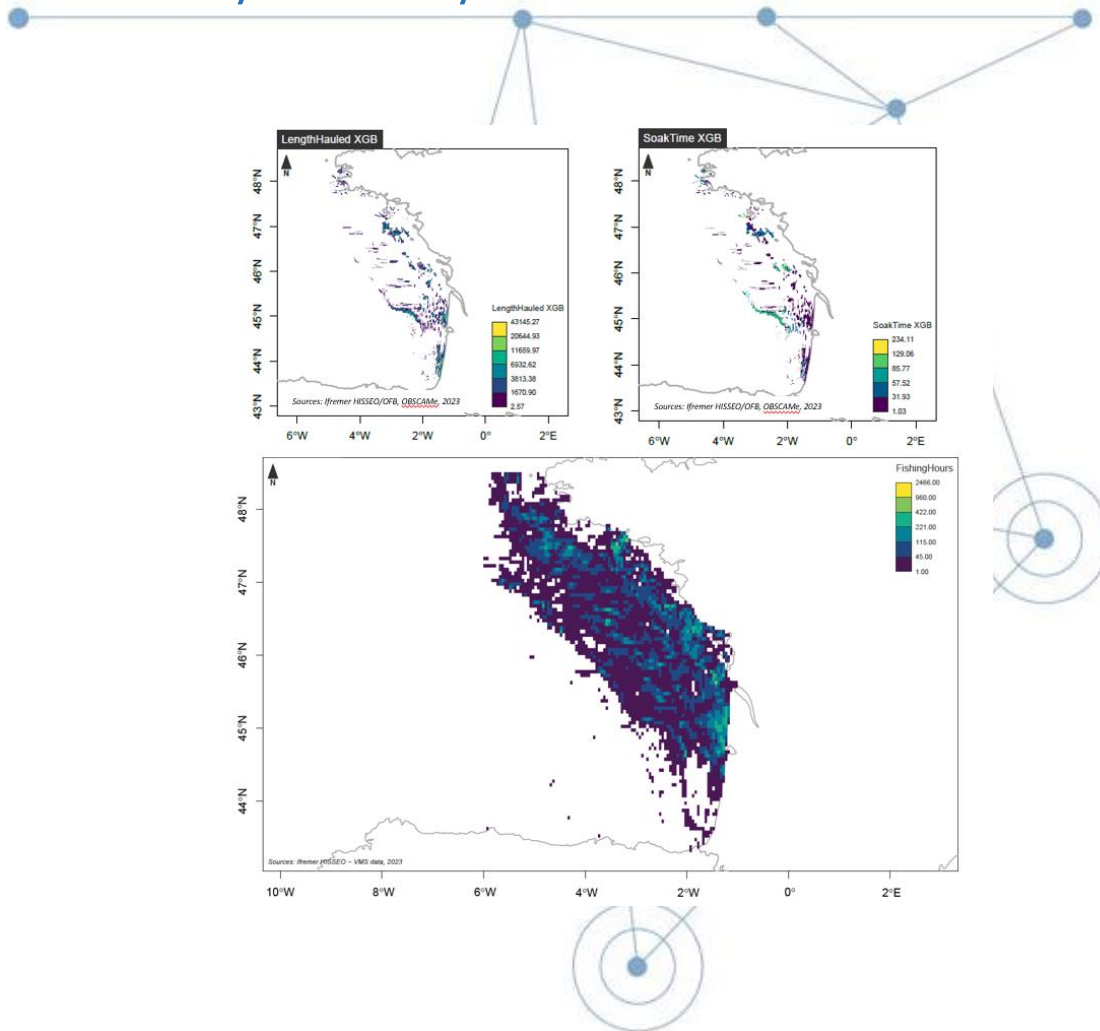 LengthHauled XGB
N
48°N
47°N
46°N
45°N
44°N
43°N
LengthHauled XGB
43145.27
20644.93
11659.97
6932.62
3813.38
1670.90
2.57
Sources: Ifremer HISSEO/OFB, OBSCAMe, 2023
6°W 4°W 2°W 0° 2°E
SoakTime XGB
N
48°N
47°N
46°N
45°N
44°N
43°N
SoakTime XGB
234.11
129.06
85.77
57.52
31.93
1.03
Sources: Ifremer HISSEO/OFB, OBSCAMe, 2023
6°W 4°W 2°W 0° 2°E
N
48°N
47°N
46°N
45°N
44°N
FishingHours
2466.00
960.00
422.00
221.00
115.00
45.00
1.00
Sources: Ifremer HISSEO – VMS data, 2023
10°W 8°W 6°W 4°W 2°W 0° 2°E